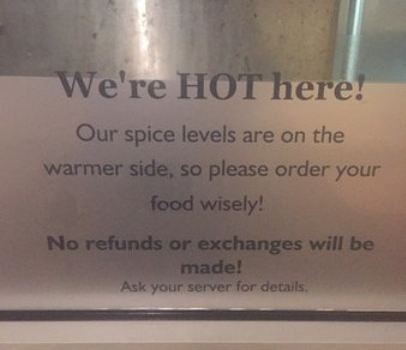 We're HOT here!
Our spice levels are on the
warmer side, so please order your
food wisely!
No refunds or exchanges will be
made!
Ask your server for details.